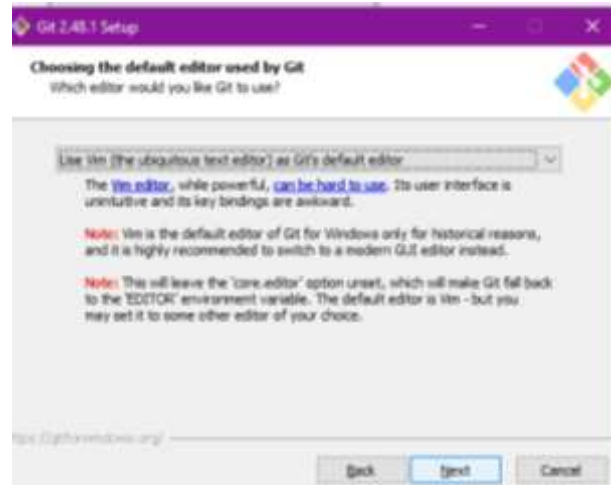 Git 2.48.1 Setup
Choosing the default editor used by Git
Which editor would you like Git to use?
Use Vim (the ubiquitous text editor) as Git's default editor
The Vim editor, while powerful, can be hard to use. Its user interface is
unintuitive and its key bindings are awkward.
Note: Vim is the default editor of Git for Windows only for historical reasons,
and it is highly recommended to switch to a modern GUI editor instead.
Note: This will leave the 'core.editor' option unset, which will make Git fall back
to the 'EDITOR' environment variable. The default editor is Vim - but you
may set it to some other editor of your choice.
https://gitforwindows.org/
Back Next Cancel